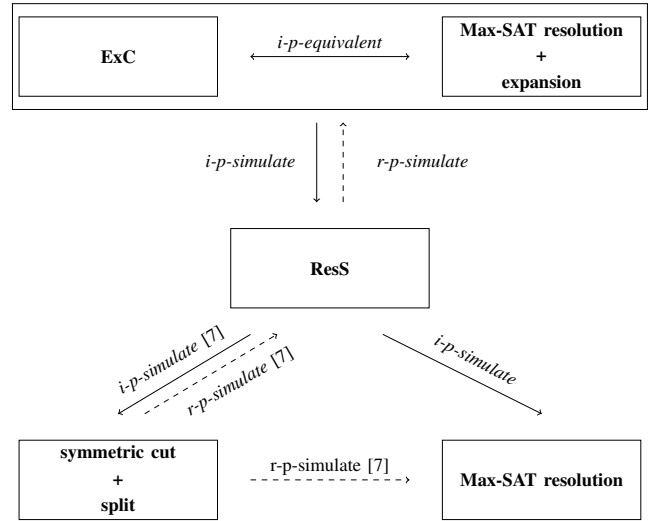 ExC
i-p-equivalent
Max-SAT resolution
+
expansion
i-p-simulate
r-p-simulate
ResS
i-p-simulate [7]
r-p-simulate [7]
i-p-simulate
symmetric cut
+
split
r-p-simulate [7]
Max-SAT resolution